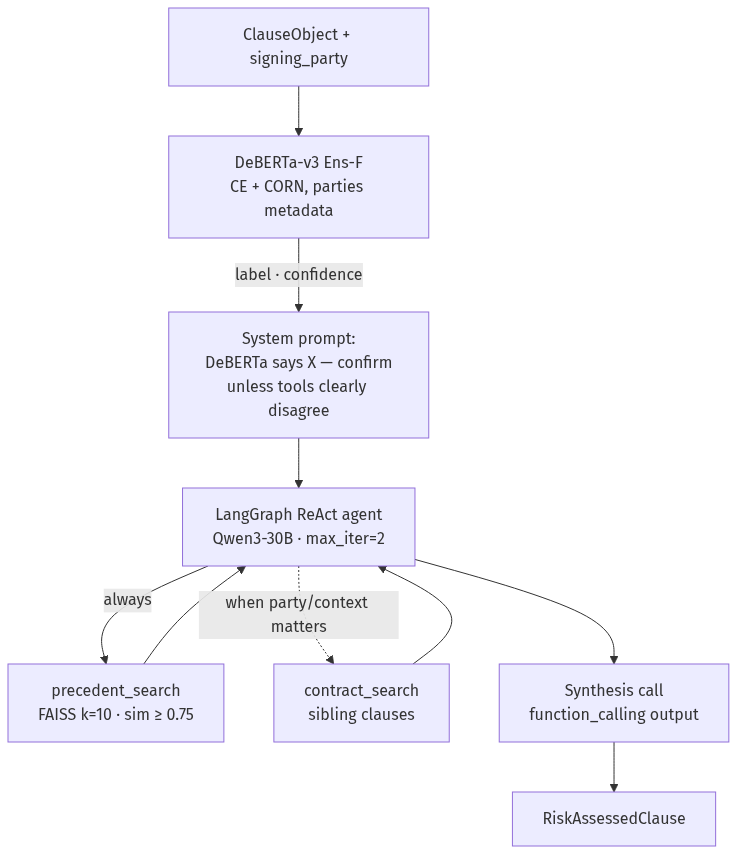 ClauseObject +
signing_party
DeBERTa-v3 Ens-F
CE + CORN, parties
metadata
label · confidence
System prompt:
DeBERTa says X — confirm
unless tools clearly
disagree
LangGraph ReAct agent
Qwen3-30B · max_iter=2
always
when party/context
matters
precedent_search
FAISS k=10 · sim ≥ 0.75
contract_search
sibling clauses
Synthesis call
function_calling output
RiskAssessedClause